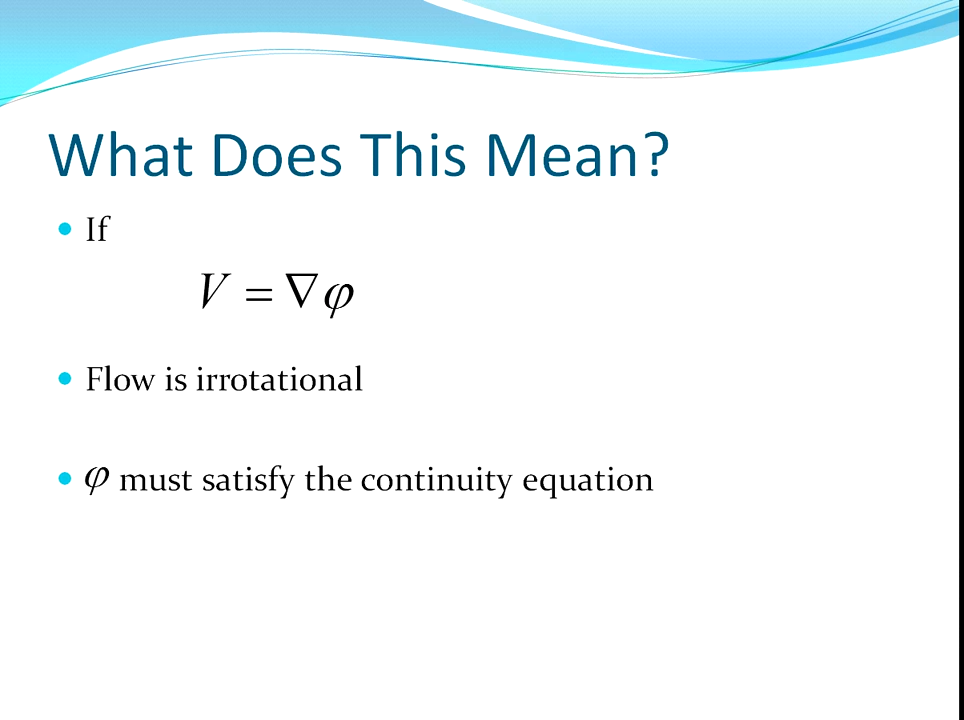 What Does This Mean?
If
V = ∇φ
Flow is irrotational
φ must satisfy the continuity equation